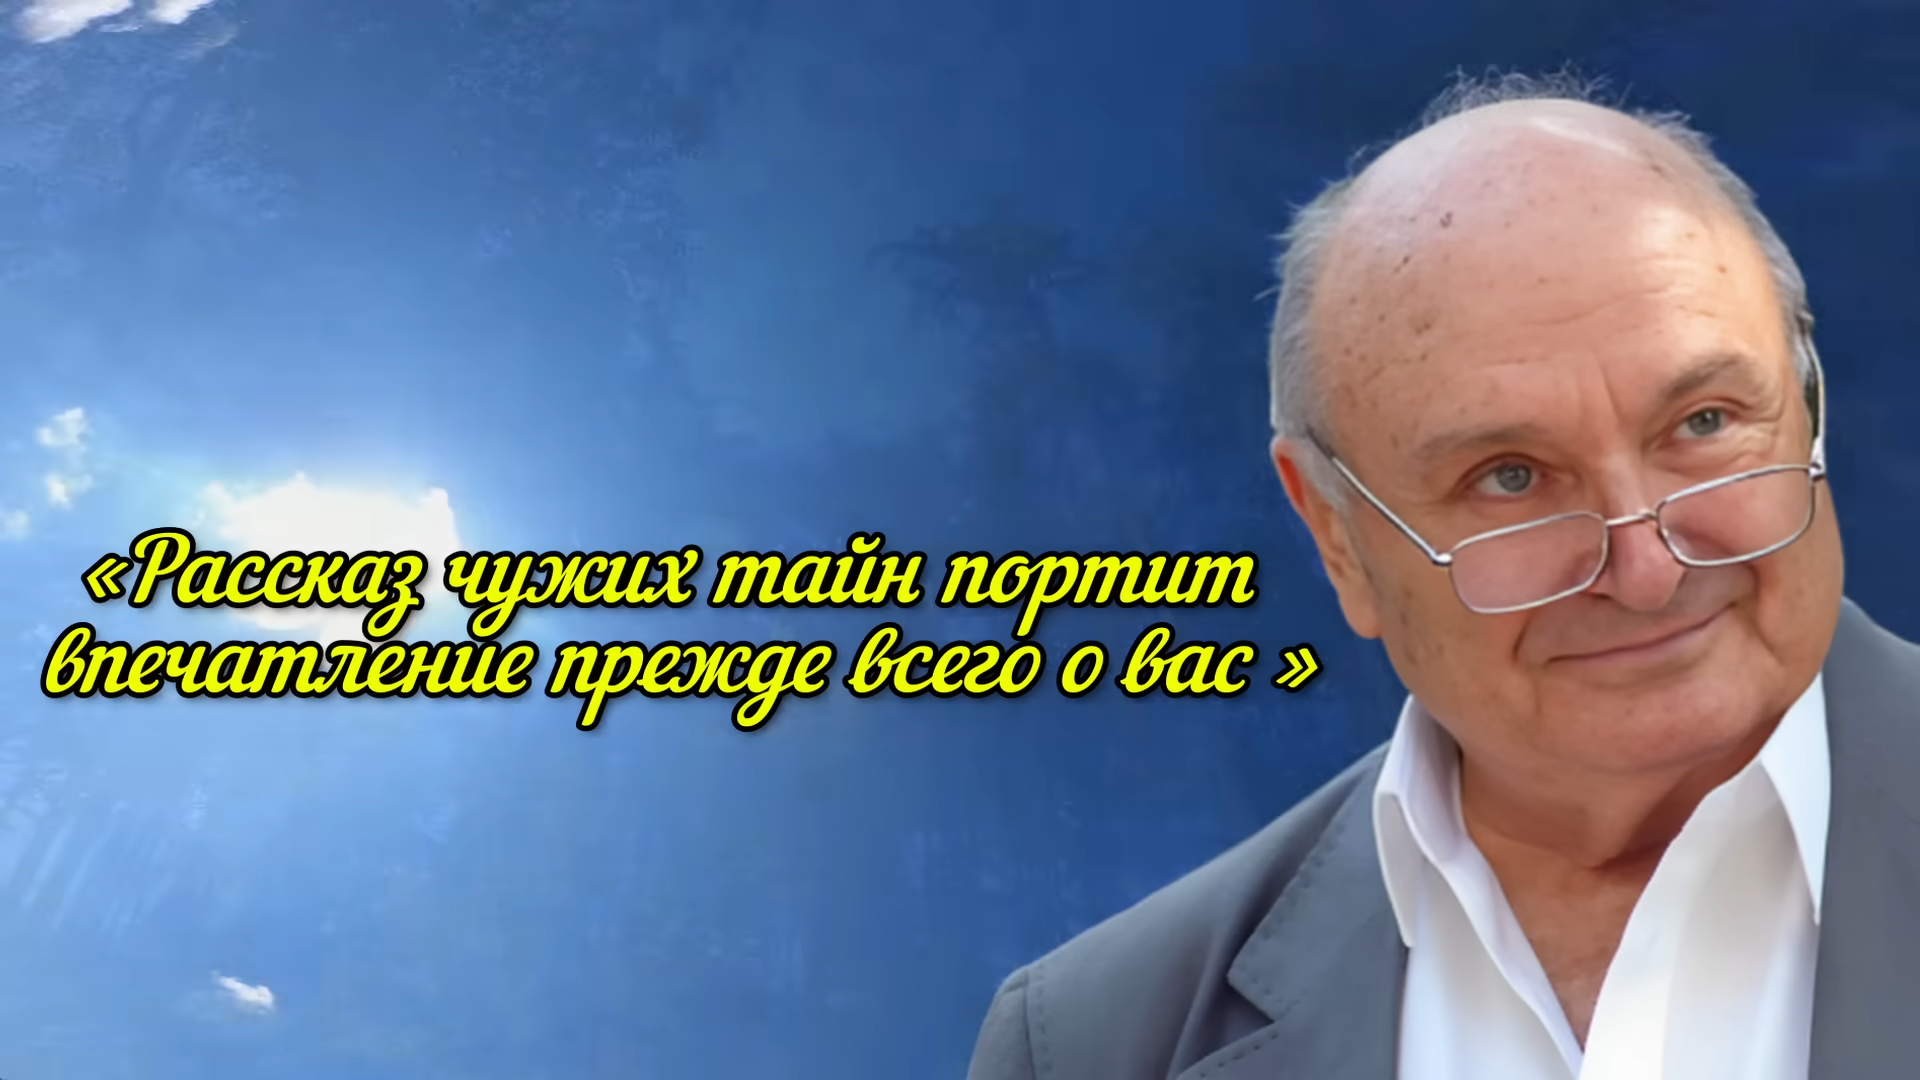 «Рассказ чужих тайн портит
впечатление прежде всего о вас »